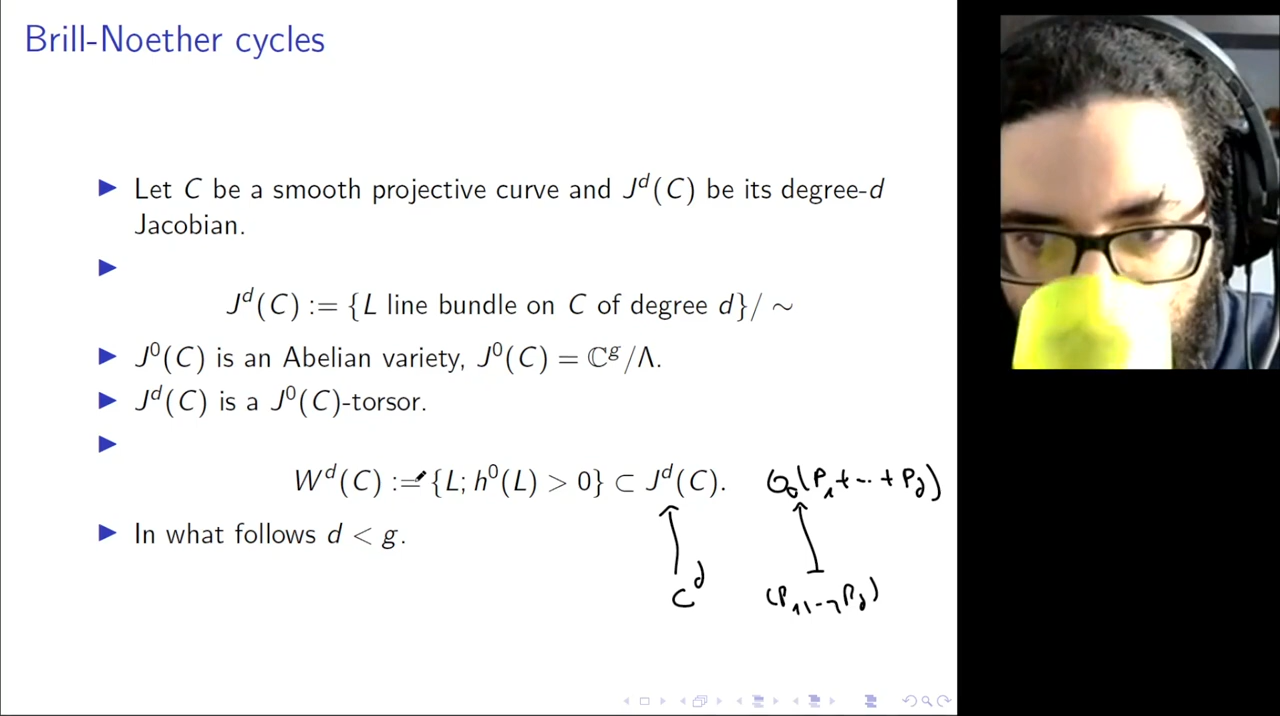 Brill-Noether cycles
▶ Let C be a smooth projective curve and J^d(C) be its degree-d
Jacobian.
▶
J^d(C) := {L line bundle on C of degree d}/ ∼
▶ J^0(C) is an Abelian variety, J^0(C) = ℂ^g/Λ.
▶ J^d(C) is a J^0(C)-torsor.
▶
W^d(C) := {L; h^0(L) > 0} ⊂ J^d(C). O(P_1 + ... + P_d)
▶ In what follows d < g.
C^d (P_1, ..., P_d)